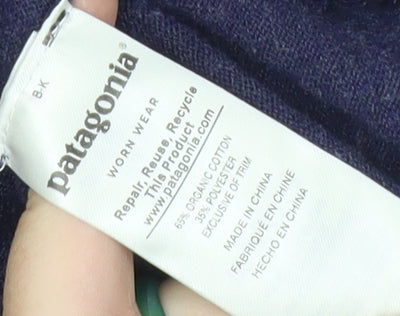 B-K
patagonia®
WORN WEAR
Repair, Reuse, Recycle
This Product
www.patagonia.com
65% ORGANIC COTTON
35% POLYESTER
EXCLUSIVE OF TRIM
MADE IN CHINA
FABRIQUE EN CHINE
HECHO EN CHINA